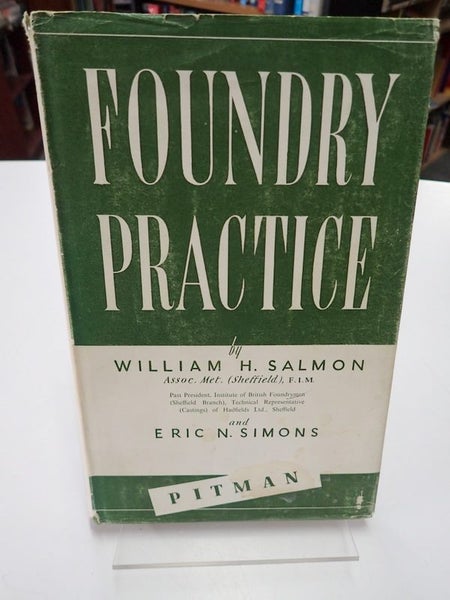 FOUNDRY
PRACTICE
by
WILLIAM H. SALMON
Assoc. Met. (Sheffield), F.I.M.
Past President, Institute of British Foundrymen
(Sheffield Branch), Technical Representative
(Castings) of Hadfields Ltd., Sheffield
and
ERIC N. SIMONS
PITMAN